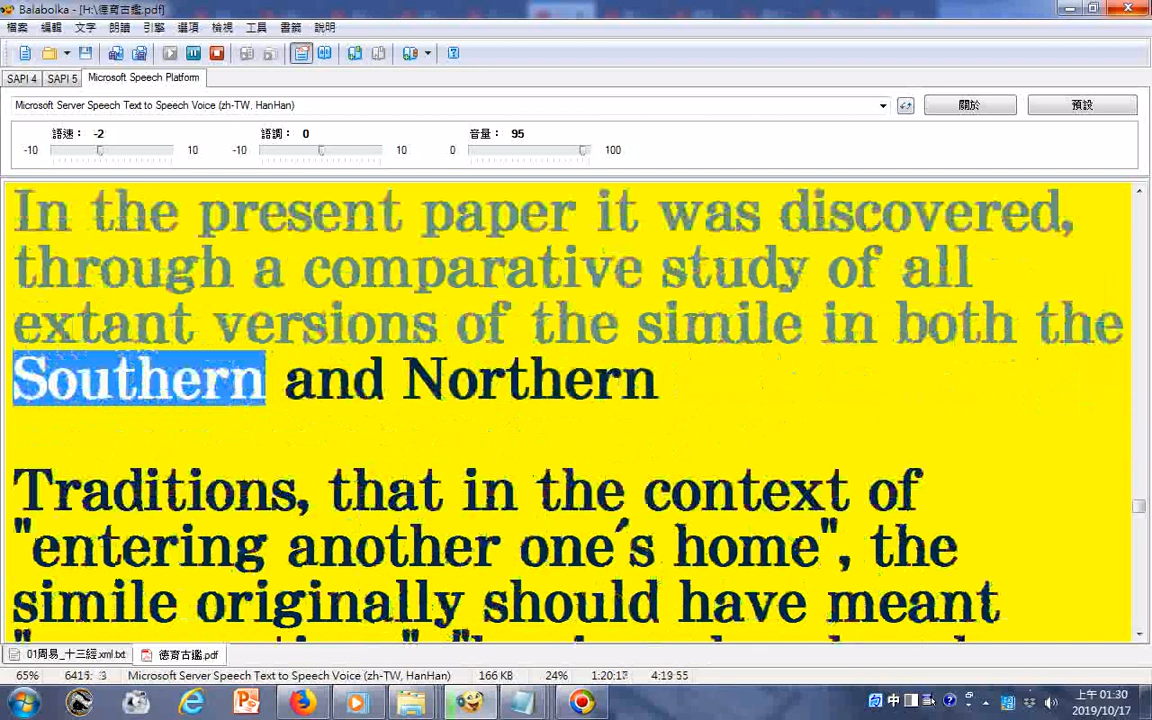 Balabolka - [H:\德育古鑑.pdf]
檔案 編輯 文字 朗讀 引擎 選項 檢視 工具 書籤 說明
SAPI 4 SAPI 5 Microsoft Speech Platform
Microsoft Server Speech Text to Speech Voice (zh-TW, HanHan) 關於 預設
語速： -2 語調： 0 音量： 95
-10 10 -10 10 0 100
In the present paper it was discovered,
through a comparative study of all
extant versions of the simile in both the
Southern and Northern
Traditions, that in the context of
"entering another one´s home", the
simile originally should have meant
01周易_十三經.xml.txt 德育古鑑.pdf
65% Microsoft Server Speech Text to Speech Voice (zh-TW, HanHan) 166 KB 24% 4:19:55
中 上午 01:30
2019/10/17